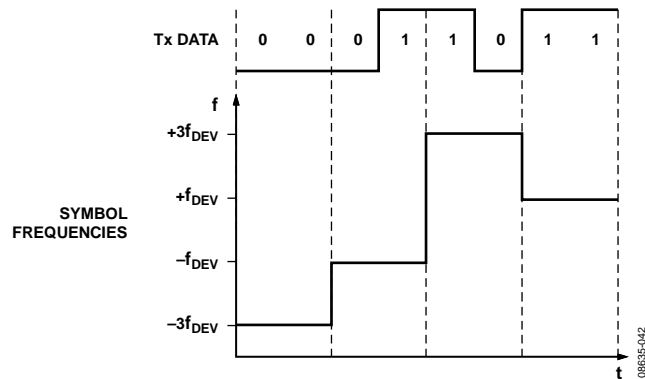 Tx DATA 0 0 0 1 1 0 1 1
f
+3fDEV
+fDEV
SYMBOL
FREQUENCIES
–fDEV
–3fDEV
t
08635-042